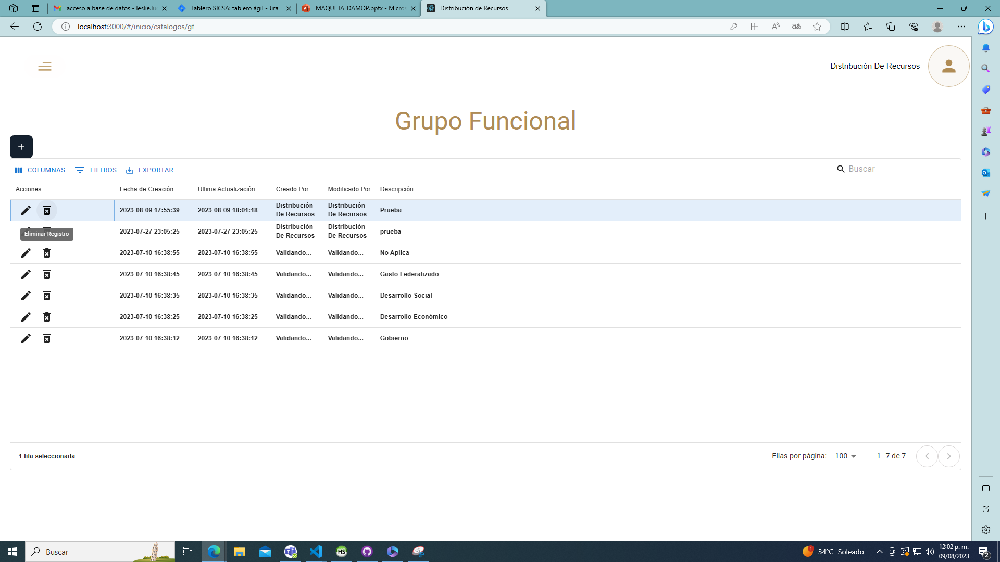 acceso a base de datos - leslie.lu
Tablero SICSA: tablero ágil - Jira
MAQUETA_DAMOP.pptx - Micros
Distribución de Recursos
localhost:3000/#/inicio/catalogos/gf
Distribución De Recursos
Grupo Funcional
+
COLUMNAS FILTROS EXPORTAR Buscar
Acciones Fecha de Creación Ultima Actualización Creado Por Modificado Por Descripción
2023-08-09 17:55:39 2023-08-09 18:01:18 Distribución De Recursos Distribución De Recursos Prueba
Eliminar Registro
2023-07-27 23:05:25 2023-07-27 23:05:25 Distribución De Recursos Distribución De Recursos prueba
2023-07-10 16:38:55 2023-07-10 16:38:55 Validando... Validando... No Aplica
2023-07-10 16:38:45 2023-07-10 16:38:45 Validando... Validando... Gasto Federalizado
2023-07-10 16:38:35 2023-07-10 16:38:35 Validando... Validando... Desarrollo Social
2023-07-10 16:38:25 2023-07-10 16:38:25 Validando... Validando... Desarrollo Económico
2023-07-10 16:38:12 2023-07-10 16:38:12 Validando... Validando... Gobierno
1 fila seleccionada Filas por página: 100 1–7 de 7
Buscar
HS
1
34°C Soleado
12:02 p. m.
09/08/2023
2